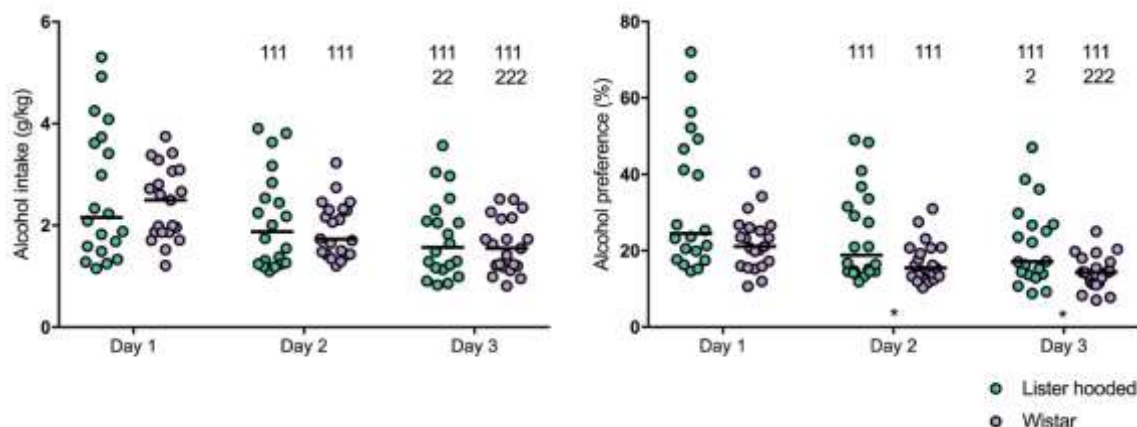 Alcohol intake (g/kg)
6
4
2
0
111
111
111
22
111
222
Day 1
Day 2
Day 3
Alcohol preference (%)
80
60
40
20
0
111
111
111
2
111
222
*
*
Day 1
Day 2
Day 3
Lister hooded
Wistar